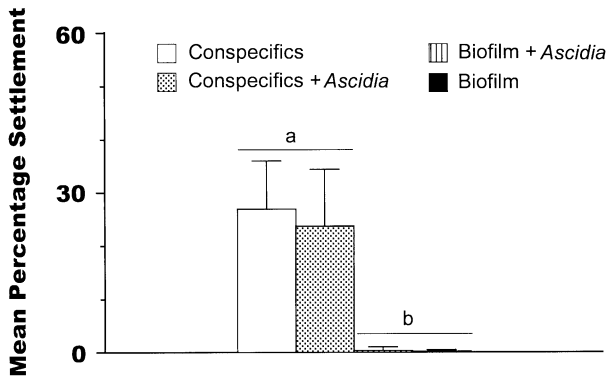 Mean Percentage Settlement
60
30
0
Conspecifics
Conspecifics + Ascidia
Biofilm + Ascidia
Biofilm
a
b